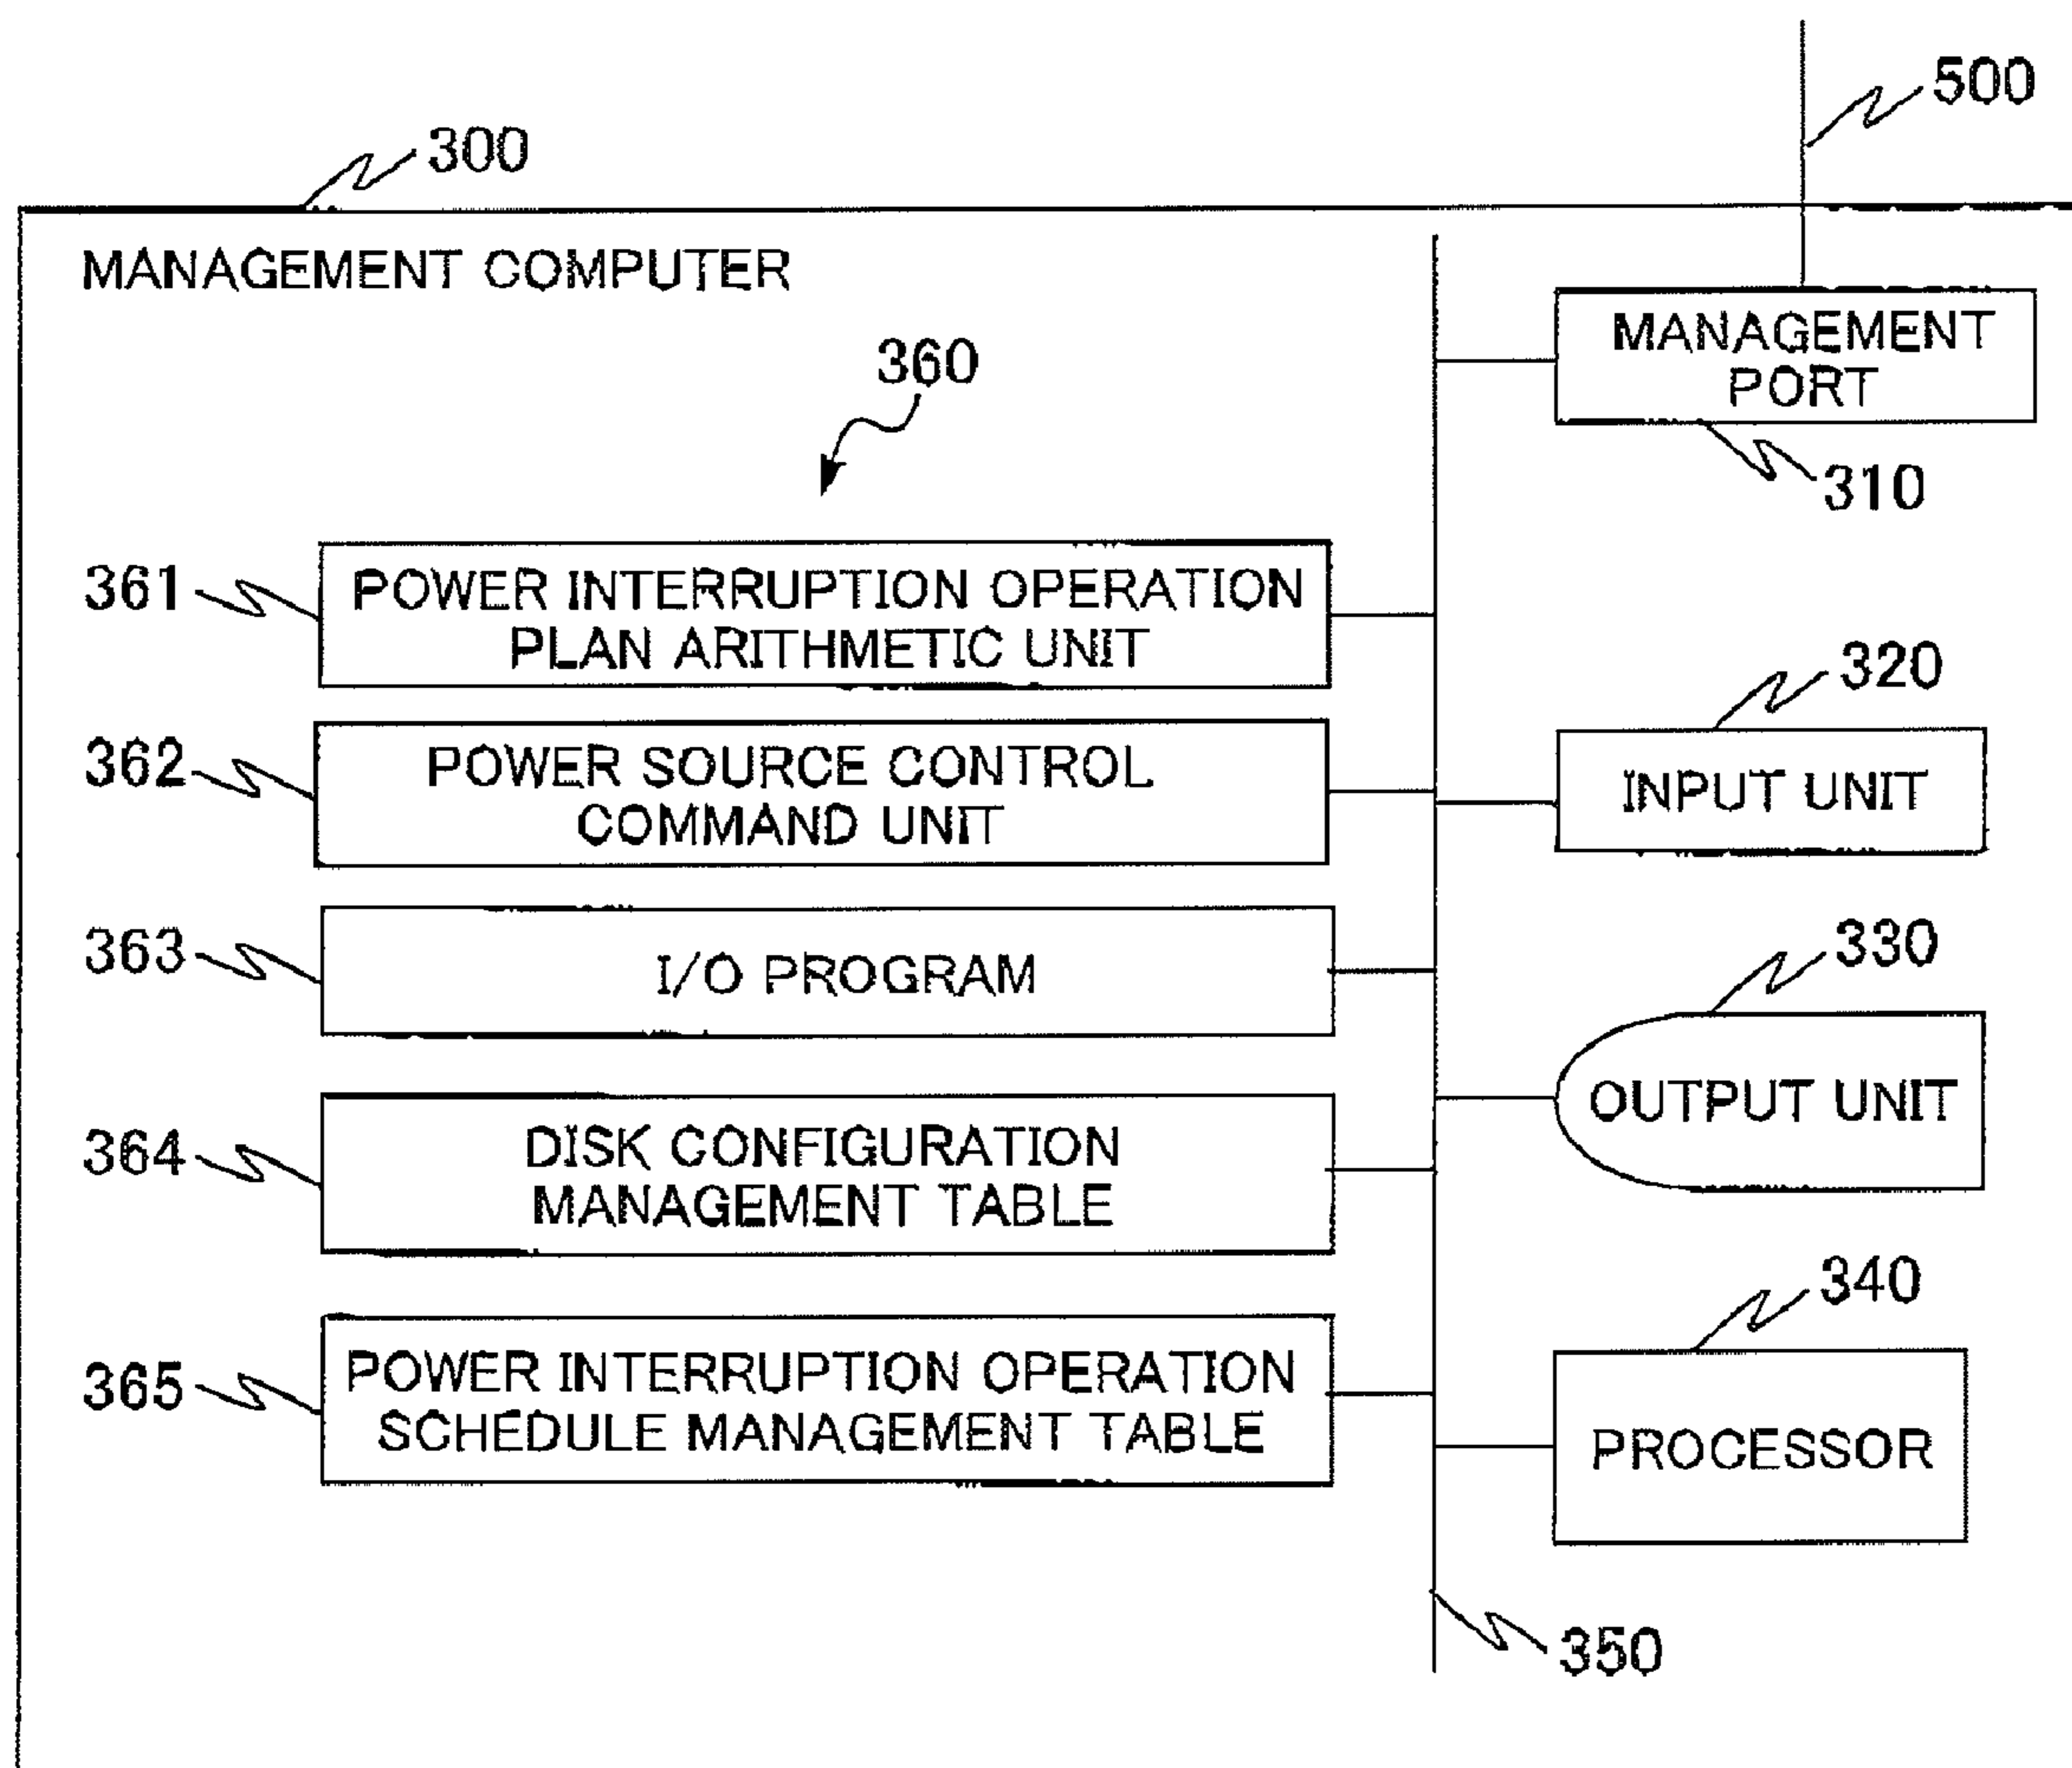 500
300
MANAGEMENT COMPUTER
MANAGEMENT
PORT
360
310
361
POWER INTERRUPTION OPERATION
PLAN ARITHMETIC UNIT
320
362
POWER SOURCE CONTROL
COMMAND UNIT
INPUT UNIT
363
I/O PROGRAM
330
OUTPUT UNIT
364
DISK CONFIGURATION
MANAGEMENT TABLE
340
365
POWER INTERRUPTION OPERATION
SCHEDULE MANAGEMENT TABLE
PROCESSOR
350